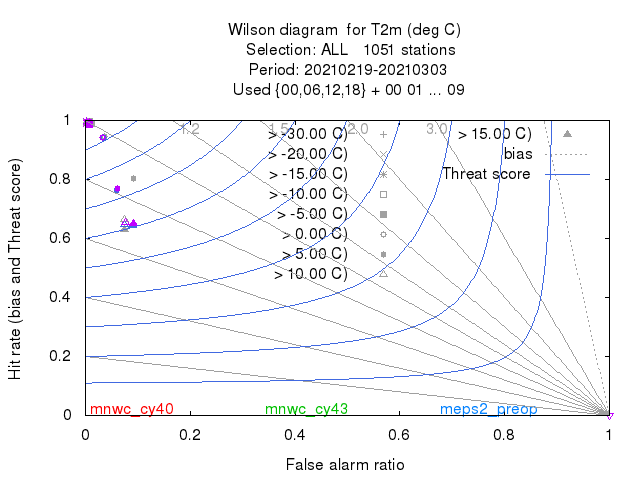 Wilson diagram  for T2m (deg C)
Selection: ALL   1051 stations
Period: 20210219-20210303
Used {00,06,12,18} + 00 01 ... 09
Hit rate (bias and Threat score)
1
0.8
0.6
0.4
0.2
0
1.2
1.5
2.0
3.0
> -30.00 C)
> -20.00 C)
> -15.00 C)
> -10.00 C)
> -5.00 C)
> 0.00 C)
> 5.00 C)
> 10.00 C)
> 15.00 C)
bias
Threat score
mnwc_cy40
mnwc_cy43
meps2_preop
0
0.2
0.4
0.6
0.8
1
False alarm ratio